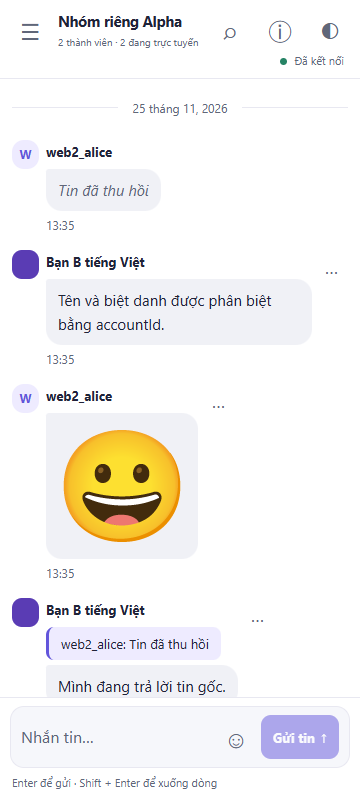 Nhóm riêng Alpha
2 thành viên · 2 đang trực tuyến
Đã kết nối
25 tháng 11, 2026
W
web2_alice
Tin đã thu hồi
13:35
Bạn B tiếng Việt
...
Tên và biệt danh được phân biệt
bằng accountId.
13:35
W
web2_alice
...
13:35
Bạn B tiếng Việt
...
web2_alice: Tin đã thu hồi
Mình đang trả lời tin gốc.
Nhắn tin...
Gửi tin ↑
Enter để gửi · Shift + Enter để xuống dòng